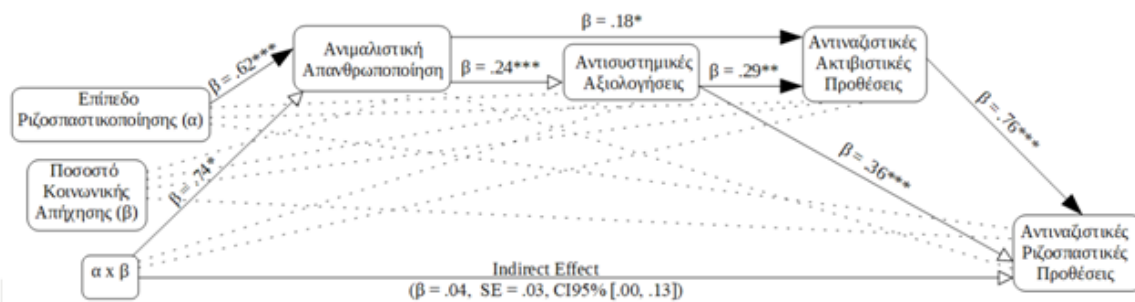 β = .18*
Ανιμαλιστική
Απανθρωποποίηση
β = .62***
β = .24***
Αντισυστημικές
Αξιολογήσεις
β = .29**
Αντιναζιστικές
Ακτιβιστικές
Προθέσεις
Επίπεδο
Ριζοσπαστικοποίησης (α)
β = .76***
Ποσοστό
Κοινωνικής
Απήχησης (β)
β = .74*
β = .36***
Αντιναζιστικές
Ριζοσπαστικές
Προθέσεις
α x β
Indirect Effect
(β = .04, SE = .03, CI95% [.00, .13])